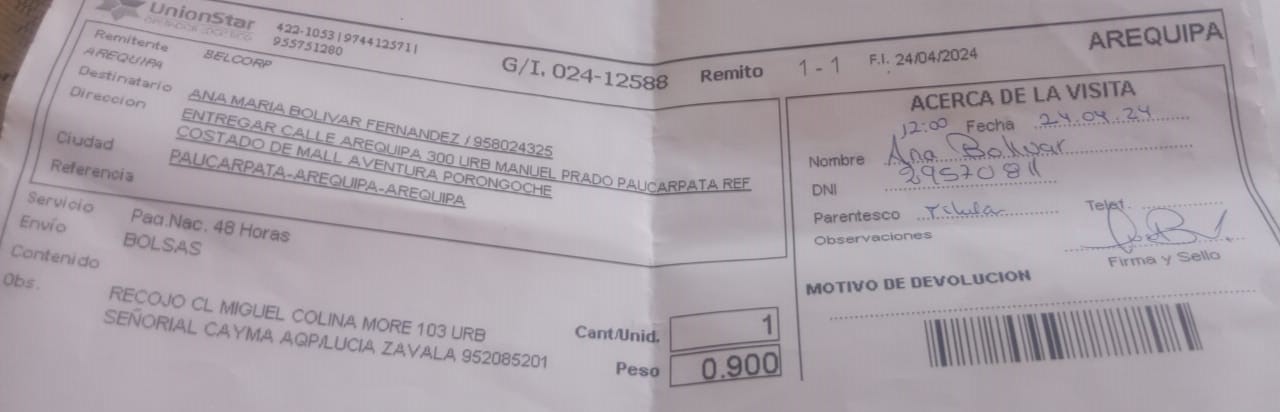 UnionStar
422-1053|974412571|
955751280
G/I. 024-12588
Remito 1 - 1
F.I. 24/04/2024
AREQUIPA
Remitente BELCORP
AREQUIPA
Destinatario ANA MARIA BOLIVAR FERNANDEZ / 958024325
Direccion ENTREGAR CALLE AREQUIPA 300 URB MANUEL PRADO PAUCARPATA REF
COSTADO DE MALL AVENTURA PORONGOCHE
Ciudad PAUCARPATA-AREQUIPA-AREQUIPA
Referencia
Servicio Paq.Nac. 48 Horas
Envío BOLSAS
Contenido
Obs. RECOJO CL MIGUEL COLINA MORE 103 URB
SEÑORIAL CAYMA AQP/LUCIA ZAVALA 952085201
Cant/Unid. 1
Peso 0.900
ACERCA DE LA VISITA
12:00 Fecha 24.04.24
Nombre Ana Bolivar
DNI 29570811
Parentesco Titular Telef.
Observaciones
Firma y Sello
MOTIVO DE DEVOLUCION